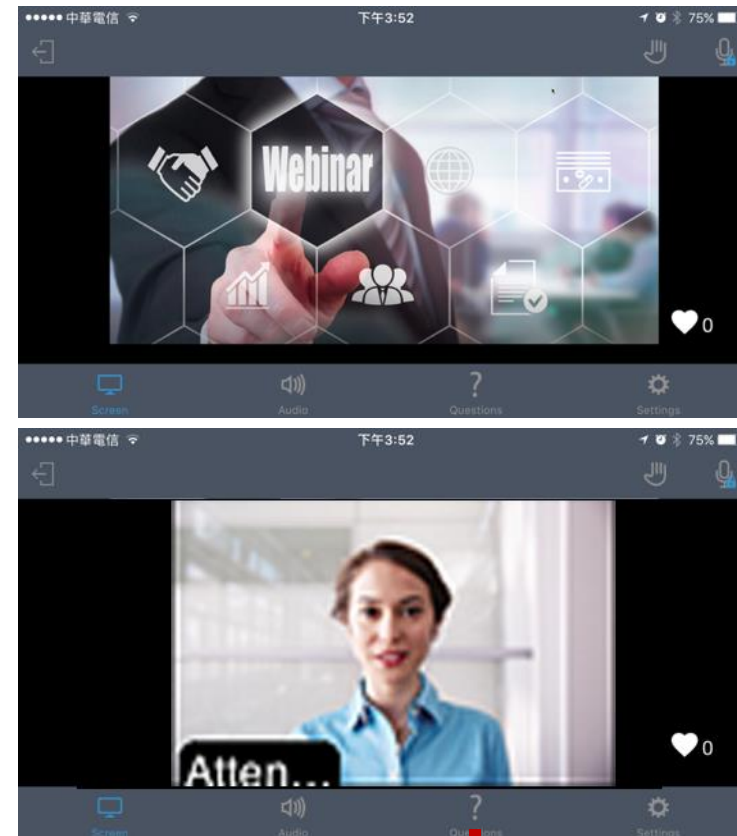 ●●●●● 中華電信 下午3:52 75%
Webinar
0
Screen Audio Questions Settings
●●●●● 中華電信 下午3:52 75%
Atten...
0
Screen Audio Settings